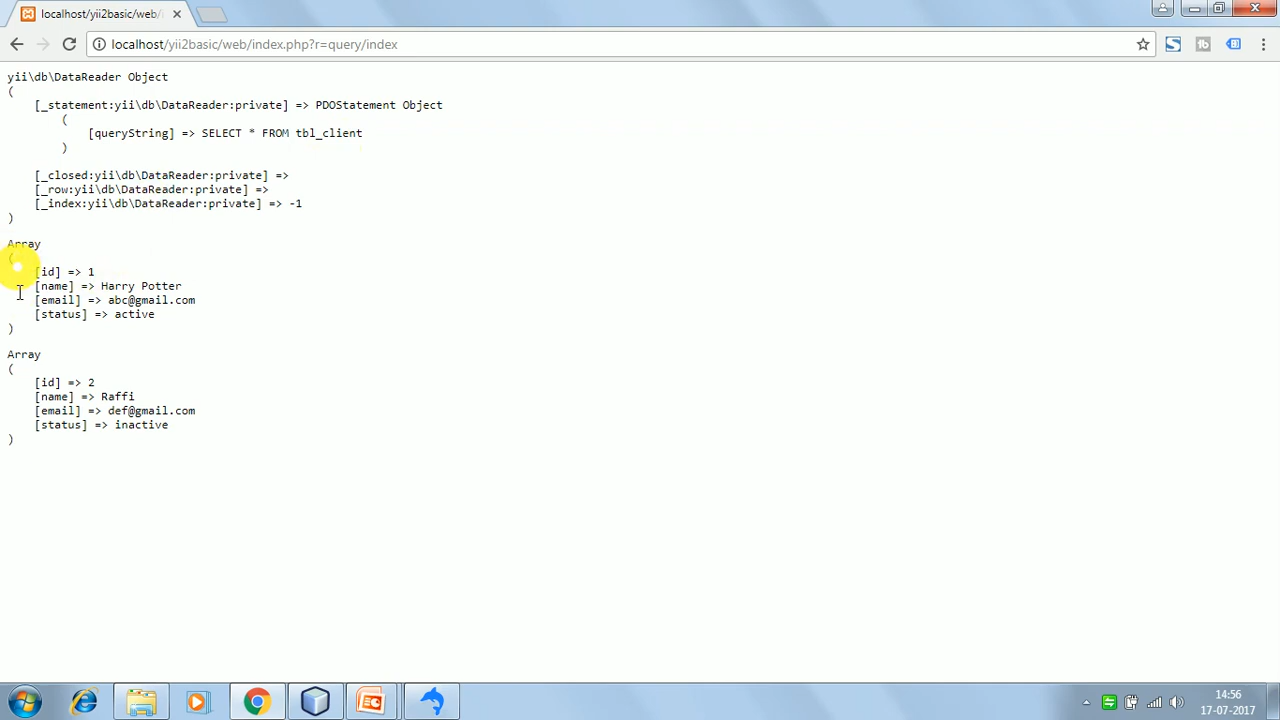 localhost/yii2basic/web/i
localhost/yii2basic/web/index.php?r=query/index
yii\db\DataReader Object
(
[_statement:yii\db\DataReader:private] => PDOStatement Object
(
[queryString] => SELECT * FROM tbl_client
)
[_closed:yii\db\DataReader:private] =>
[_row:yii\db\DataReader:private] =>
[_index:yii\db\DataReader:private] => -1
)
Array
(
[id] => 1
[name] => Harry Potter
[email] => abc@gmail.com
[status] => active
)
Array
(
[id] => 2
[name] => Raffi
[email] => def@gmail.com
[status] => inactive
)
14:56
17-07-2017